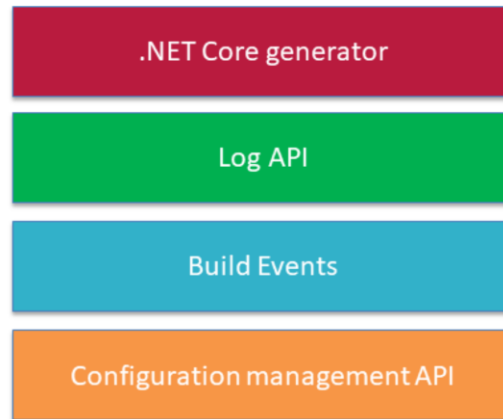 .NET Core generator
Log API
Build Events
Configuration management API